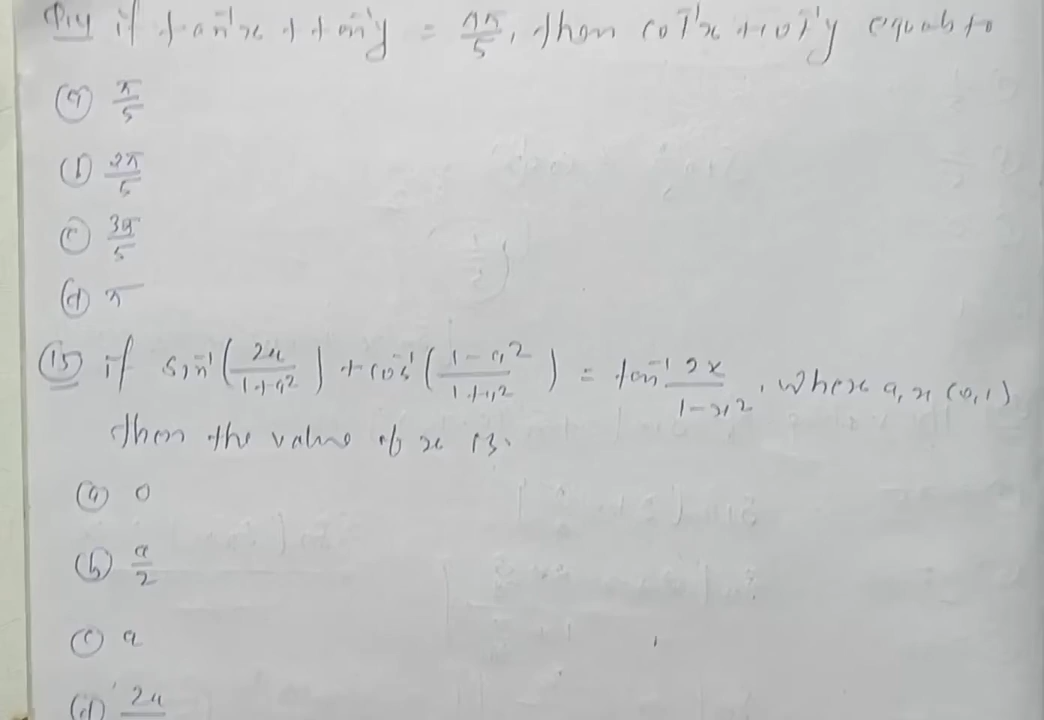 Q14 if tan⁻¹x + tan⁻¹y = 4π/5, then cot⁻¹x + cot⁻¹y equals to
(a) π/5
(b) 2π/5
(c) 3π/5
(d) π
(15) if sin⁻¹(2a/1+a²) + cos⁻¹(1-a²/1+a²) = tan⁻¹ 2x/1-x², where a, x (0,1)
then the value of x is.
(a) 0
(b) a/2
(c) a
(d) 2a